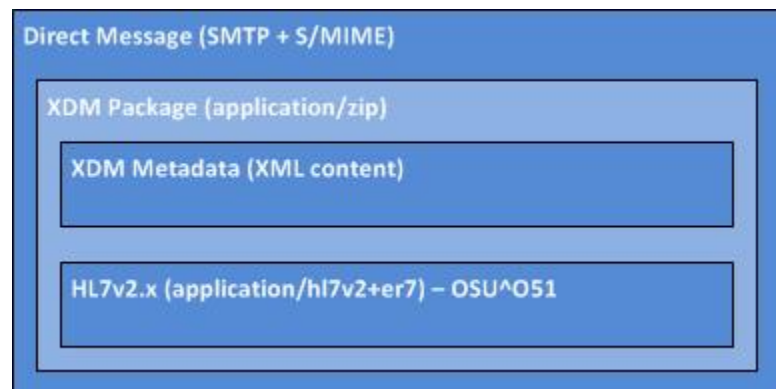 Direct Message (SMTP + S/MIME)
XDM Package (application/zip)
XDM Metadata (XML content)
HL7v2.x (application/hl7v2+er7) – OSU^O51